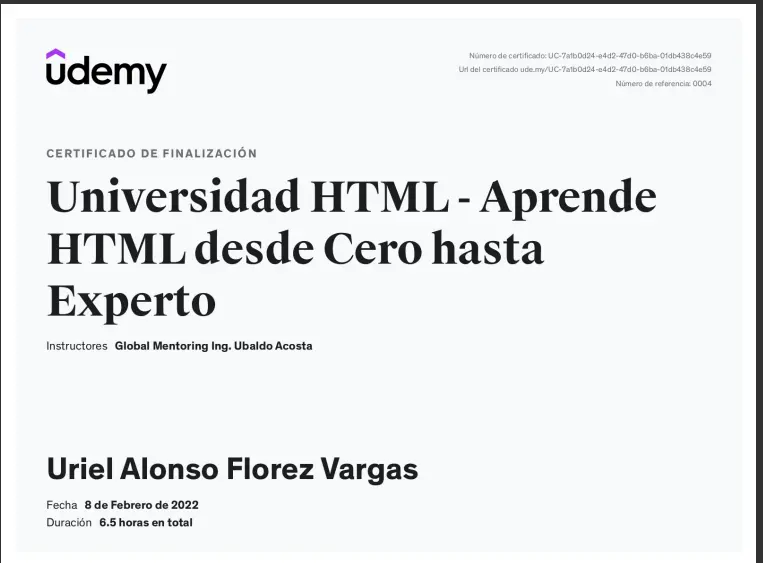 udemy
Número de certificado: UC-7a1b0d24-e4d2-47d0-b6ba-01db438c4e59
Url del certificado ude.my/UC-7a1b0d24-e4d2-47d0-b6ba-01db438c4e59
Número de referencia: 0004
CERTIFICADO DE FINALIZACIÓN
Universidad HTML - Aprende
HTML desde Cero hasta
Experto
Instructores Global Mentoring Ing. Ubaldo Acosta
Uriel Alonso Florez Vargas
Fecha 8 de Febrero de 2022
Duración 6.5 horas en total